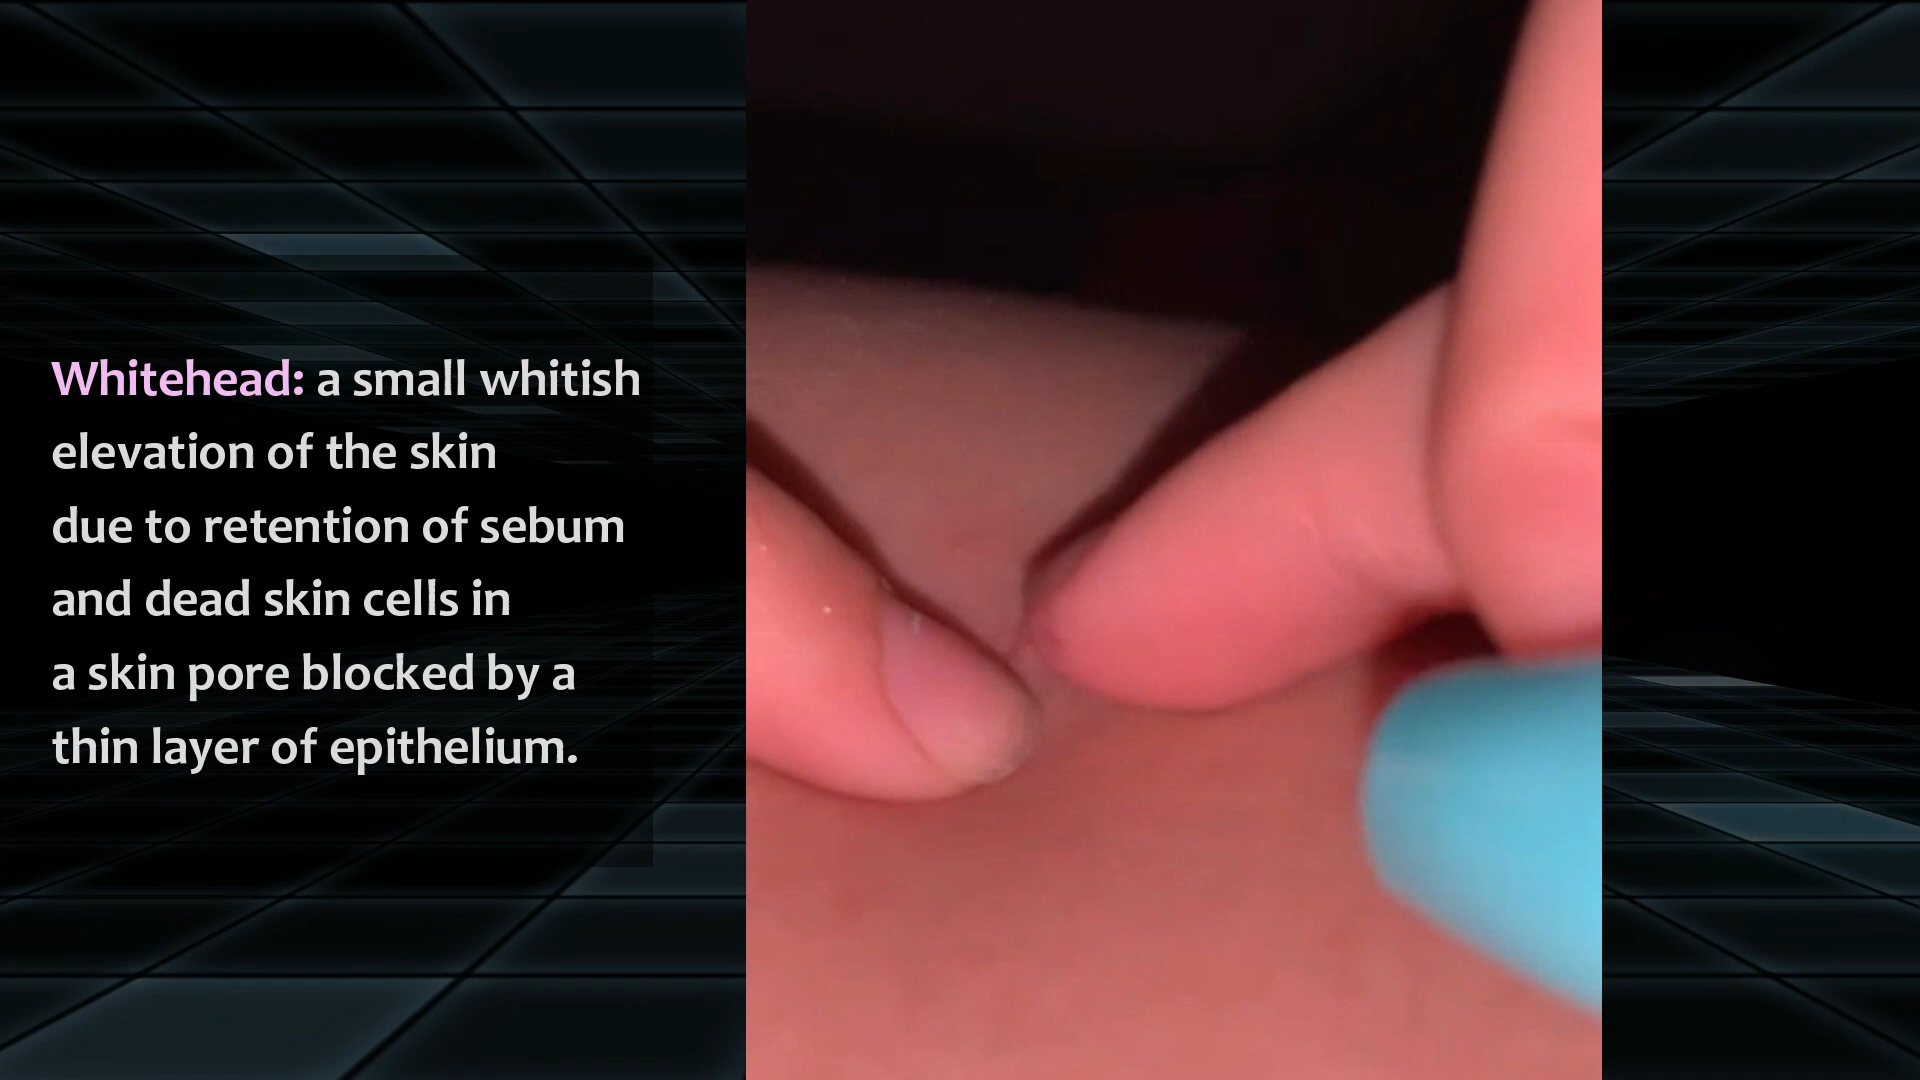 Whitehead: a small whitish
elevation of the skin
due to retention of sebum
and dead skin cells in
a skin pore blocked by a
thin layer of epithelium.